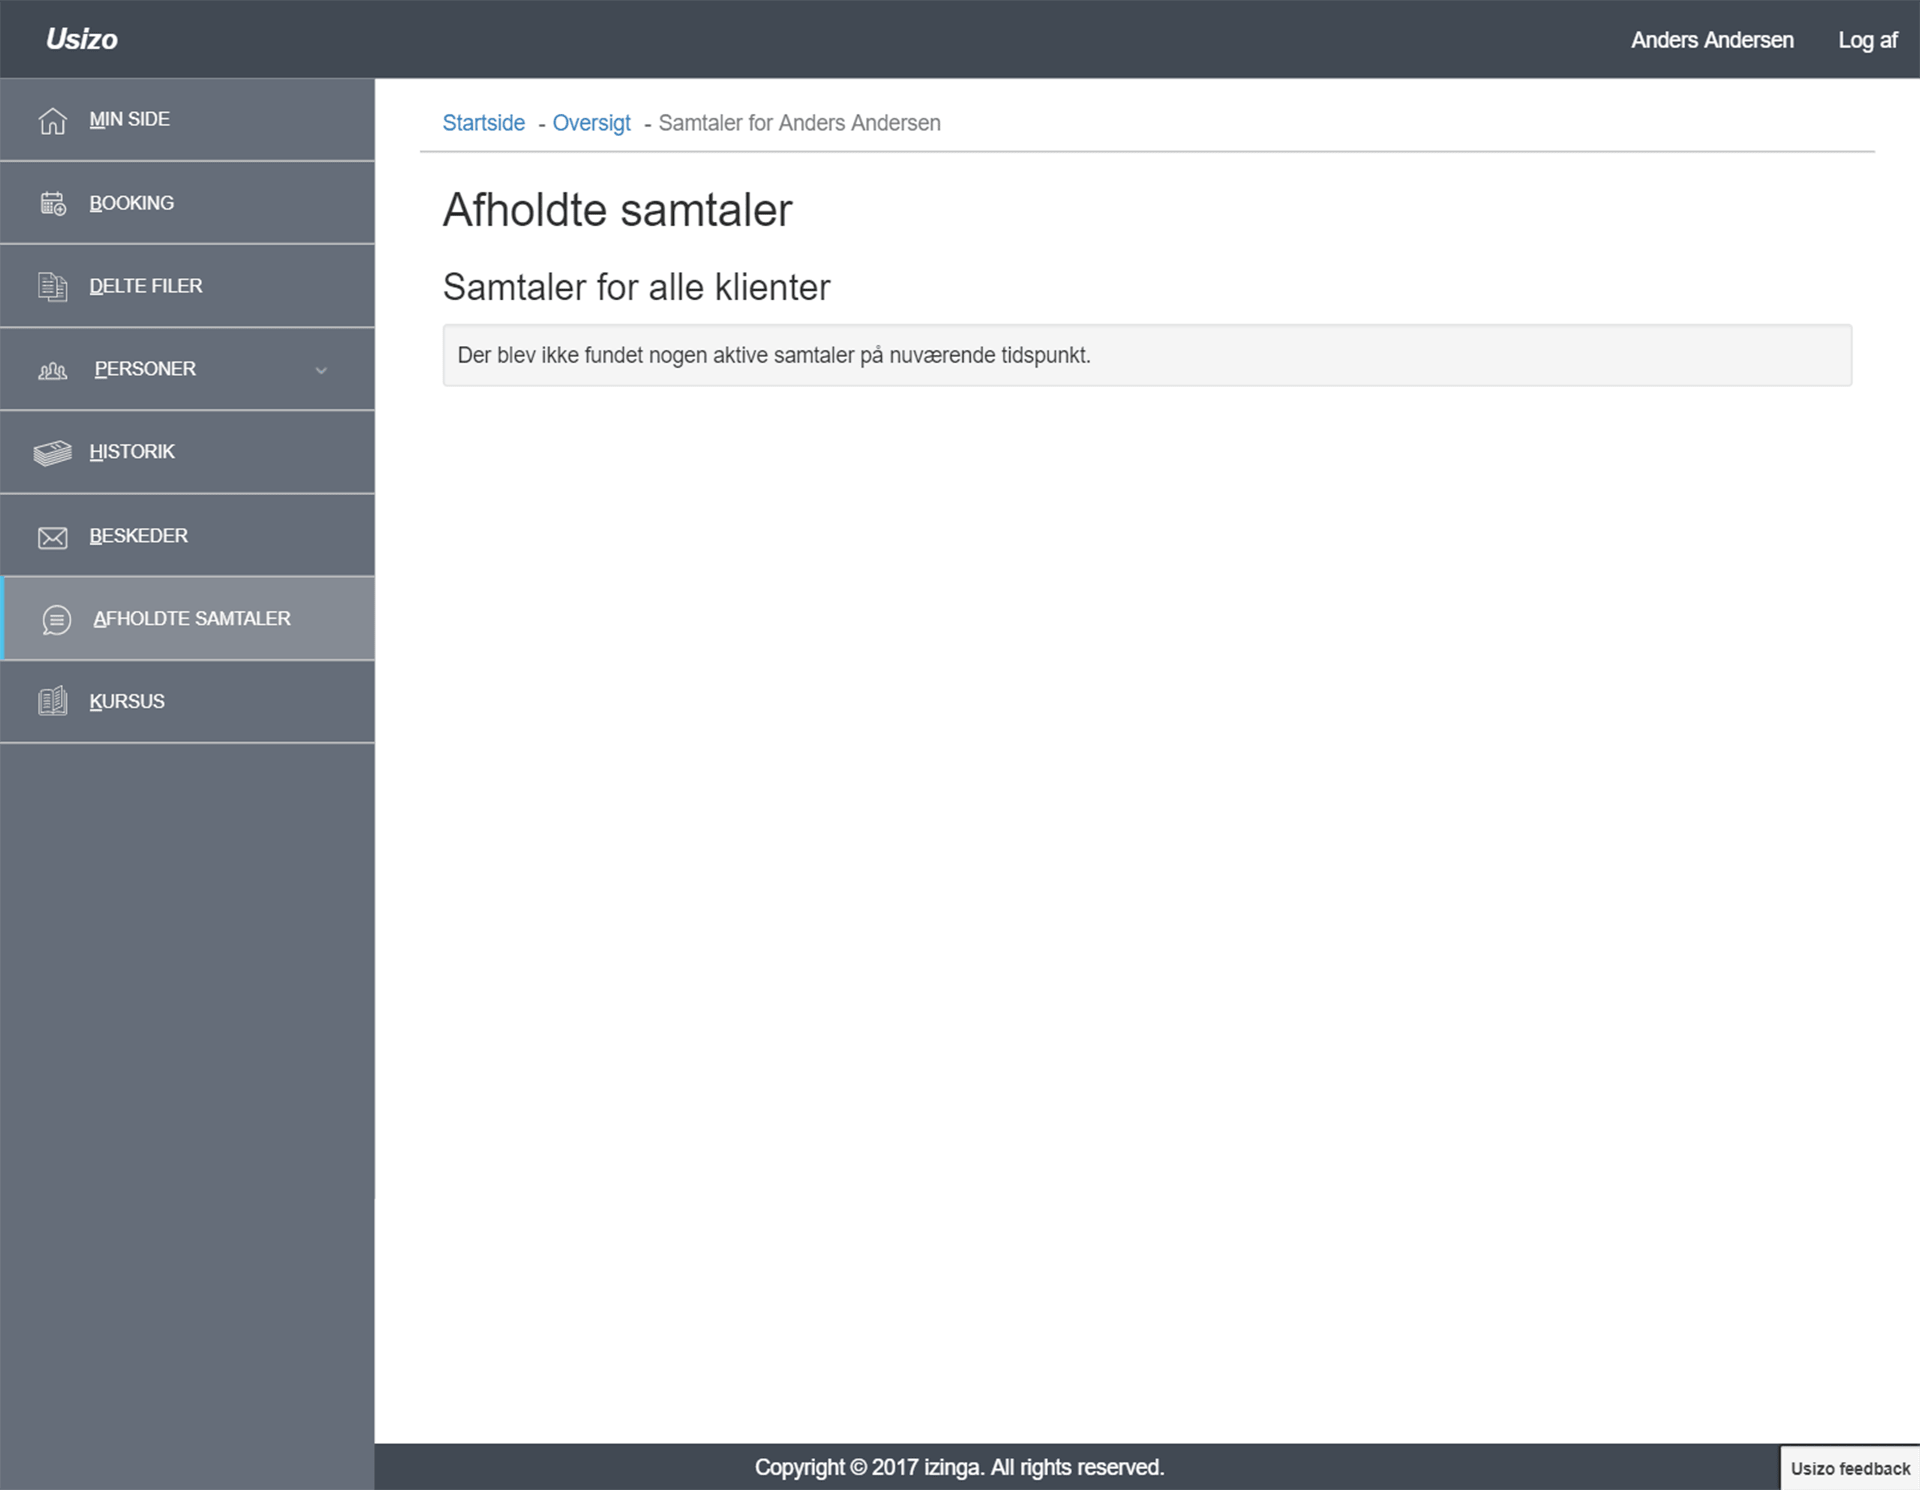 Usizo
Anders Andersen Log af
MIN SIDE
BOOKING
DELTE FILER
PERSONER
HISTORIK
BESKEDER
AFHOLDTE SAMTALER
KURSUS
Startside - Oversigt - Samtaler for Anders Andersen
Afholdte samtaler
Samtaler for alle klienter
Der blev ikke fundet nogen aktive samtaler på nuværende tidspunkt.
Copyright © 2017 izinga. All rights reserved.
Usizo feedback